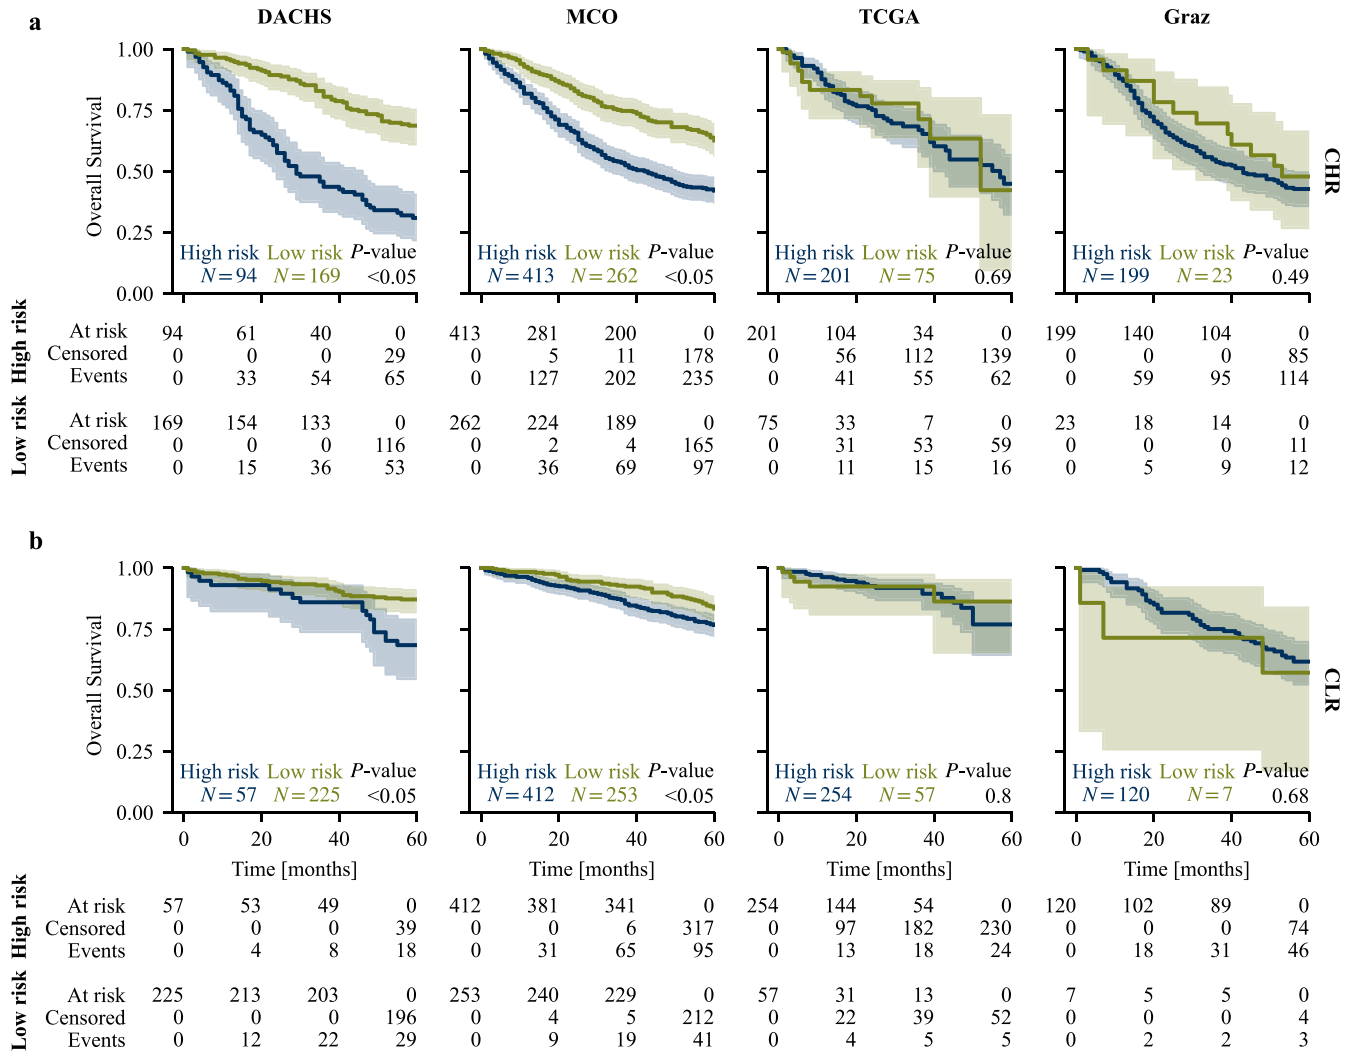 a
DACHS MCO TCGA Graz
1.00
0.75
0.50
0.25
0.00
Overall Survival
CHR
High risk Low risk P-value High risk Low risk P-value High risk Low risk P-value High risk Low risk P-value
N = 94 N = 169 <0.05 N = 413 N = 262 <0.05 N = 201 N = 75 0.69 N = 199 N = 23 0.49
High risk
At risk 94 61 40 0 413 281 200 0 201 104 34 0 199 140 104 0
Censored 0 0 0 29 0 5 11 178 0 56 112 139 0 0 0 85
Events 0 33 54 65 0 127 202 235 0 41 55 62 0 59 95 114
Low risk
At risk 169 154 133 0 262 224 189 0 75 33 7 0 23 18 14 0
Censored 0 0 0 116 0 2 4 165 0 31 53 59 0 0 0 11
Events 0 15 36 53 0 36 69 97 0 11 15 16 0 5 9 12
b
1.00
0.75
0.50
0.25
0.00
Overall Survival
CLR
High risk Low risk P-value High risk Low risk P-value High risk Low risk P-value High risk Low risk P-value
N = 57 N = 225 <0.05 N = 412 N = 253 <0.05 N = 254 N = 57 0.8 N = 120 N = 7 0.68
0 20 40 60 0 20 40 60 0 20 40 60 0 20 40 60
Time [months] Time [months] Time [months] Time [months]
High risk
At risk 57 53 49 0 412 381 341 0 254 144 54 0 120 102 89 0
Censored 0 0 0 39 0 0 6 317 0 97 182 230 0 0 0 74
Events 0 4 8 18 0 31 65 95 0 13 18 24 0 18 31 46
Low risk
At risk 225 213 203 0 253 240 229 0 57 31 13 0 7 5 5 0
Censored 0 0 0 196 0 4 5 212 0 22 39 52 0 0 0 4
Events 0 12 22 29 0 9 19 41 0 4 5 5 0 2 2 3